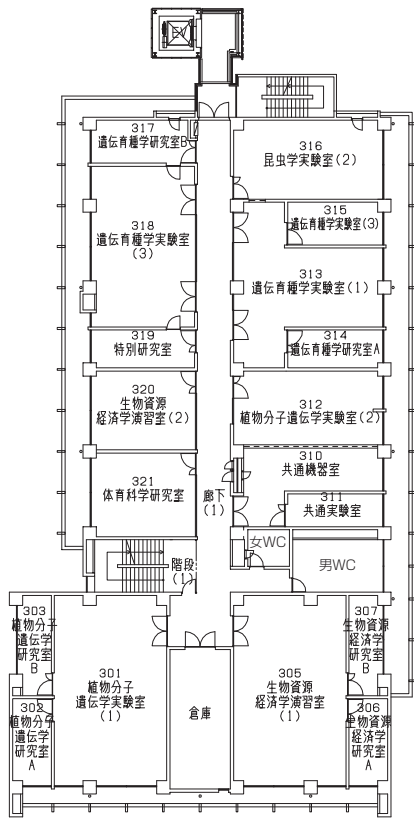 EV
317
遺伝育種学研究室B
316
昆虫学実験室(2)
318
遺伝育種学実験室
(3)
315
遺伝育種学実験室(3)
313
遺伝育種学実験室(1)
319
特別研究室
314
遺伝育種学研究室A
320
生物資源
経済学演習室(2)
312
植物分子遺伝学実験室(2)
310
共通機器室
321
体育科学研究室
廊下
(1)
311
共通実験室
女WC
階段
(1)
男WC
303
植物分子
遺伝学
研究室
B
301
植物分子
遺伝学実験室
(1)
305
生物資源
経済学演習室
(1)
307
生物資源
経済学
研究室
B
302
植物分子
遺伝学
研究室
A
倉庫
306
生物資源
経済学
研究室
A